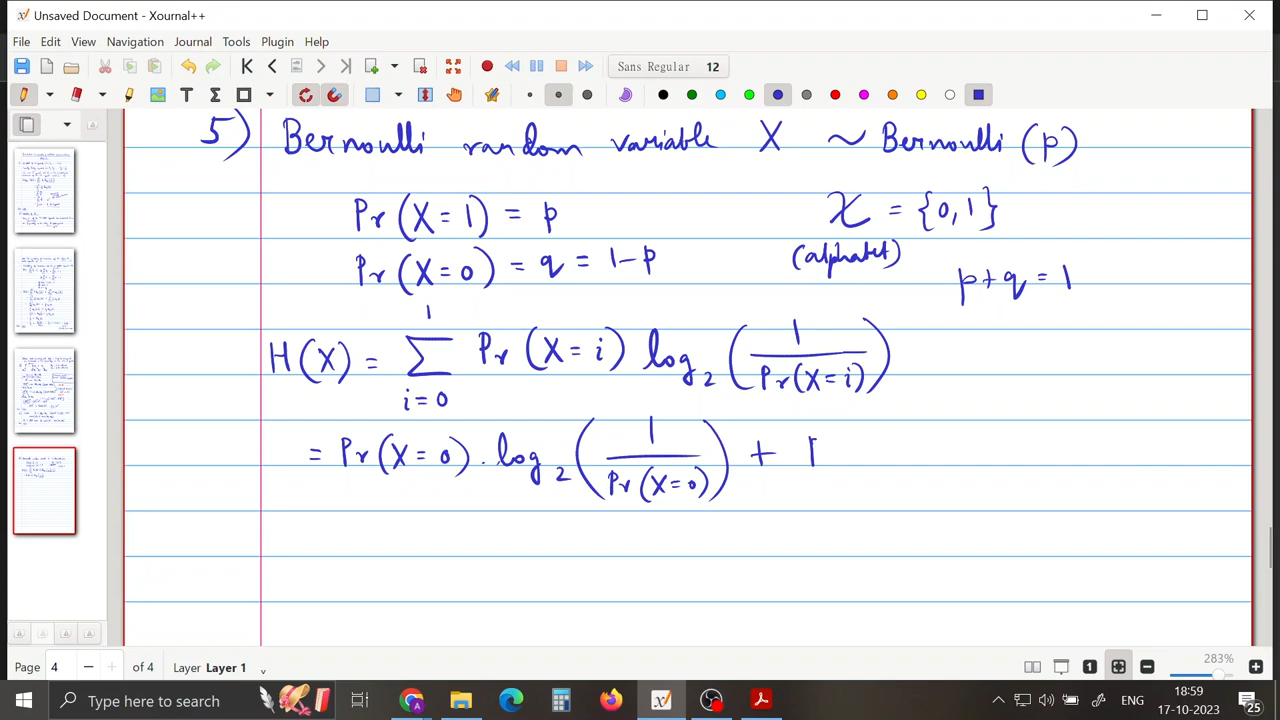 Unsaved Document - Xournal++
File Edit View Navigation Journal Tools Plugin Help
Sans Regular 12
5) Bernoulli random variable X ~ Bernoulli (p)
Pr(X=1) = p
𝒳 = {0,1}
Pr(X=0) = q = 1-p
(alphabet)
p+q = 1
H(X) = ∑_{i=0}^{1} Pr(X=i) log₂ (1/Pr(X=i))
= Pr(X=0) . log₂ (1/Pr(X=0)) +
Page 4 of 4 Layer Layer 1
283%
Type here to search
ENG
18:59
17-10-2023
25